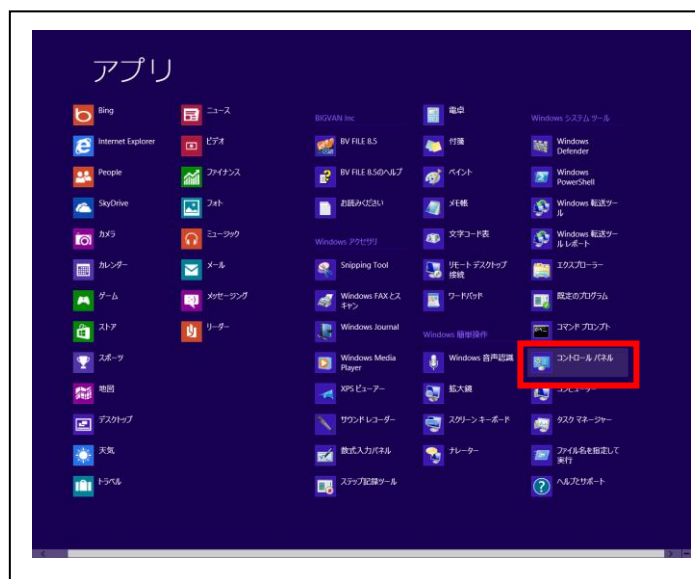 アプリ
Bing
Internet Explorer
People
SkyDrive
カメラ
カレンダー
ゲーム
ストア
スポーツ
地図
デスクトップ
天気
トラベル
ニュース
ビデオ
ファイナンス
フォト
ミュージック
メール
メッセージング
リーダー
BIGVAN Inc
BV FILE 8.5
BV FILE 8.5のヘルプ
お読みください
Windows アクセサリ
Snipping Tool
Windows FAX とス
キャン
Windows Journal
Windows Media
Player
XPS ビューアー
サウンド レコーダー
数式入力パネル
ステップ記録ツール
電卓
付箋
ペイント
メモ帳
文字コード表
リモート デスクトップ
接続
ワードパッド
Windows 簡単操作
Windows 音声認識
拡大鏡
スクリーン キーボード
ナレーター
Windows システム ツール
Windows
Defender
Windows
PowerShell
Windows 転送ツー
ル
Windows 転送ツー
ル レポート
エクスプローラー
既定のプログラム
コマンド プロンプト
コントロール パネル
コンピューター
タスク マネージャー
ファイル名を指定して
実行
ヘルプとサポート